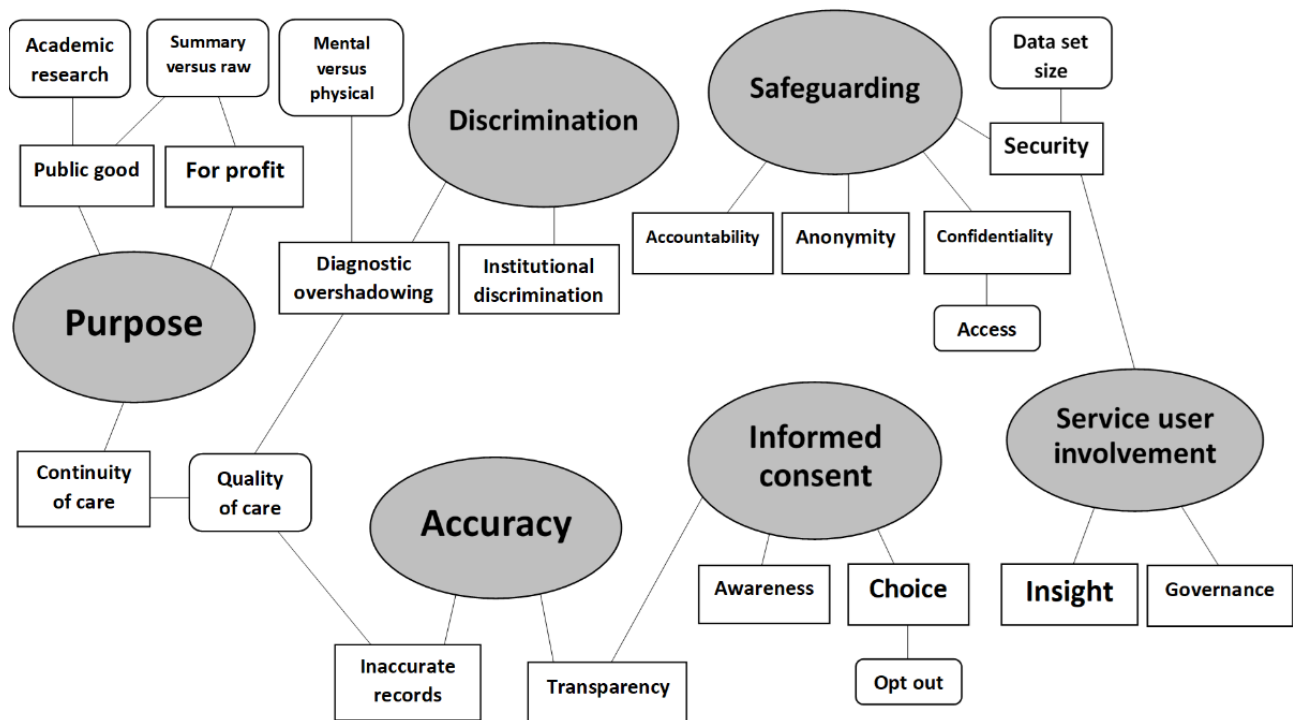 Academic
research
Summary
versus raw
Mental
versus
physical
Discrimination
Safeguarding
Data set
size
Public good
For profit
Security
Accountability
Anonymity
Confidentiality
Diagnostic
overshadowing
Institutional
discrimination
Purpose
Access
Informed
consent
Service user
involvement
Continuity
of care
Quality
of care
Accuracy
Awareness
Choice
Insight
Governance
Inaccurate
records
Transparency
Opt out